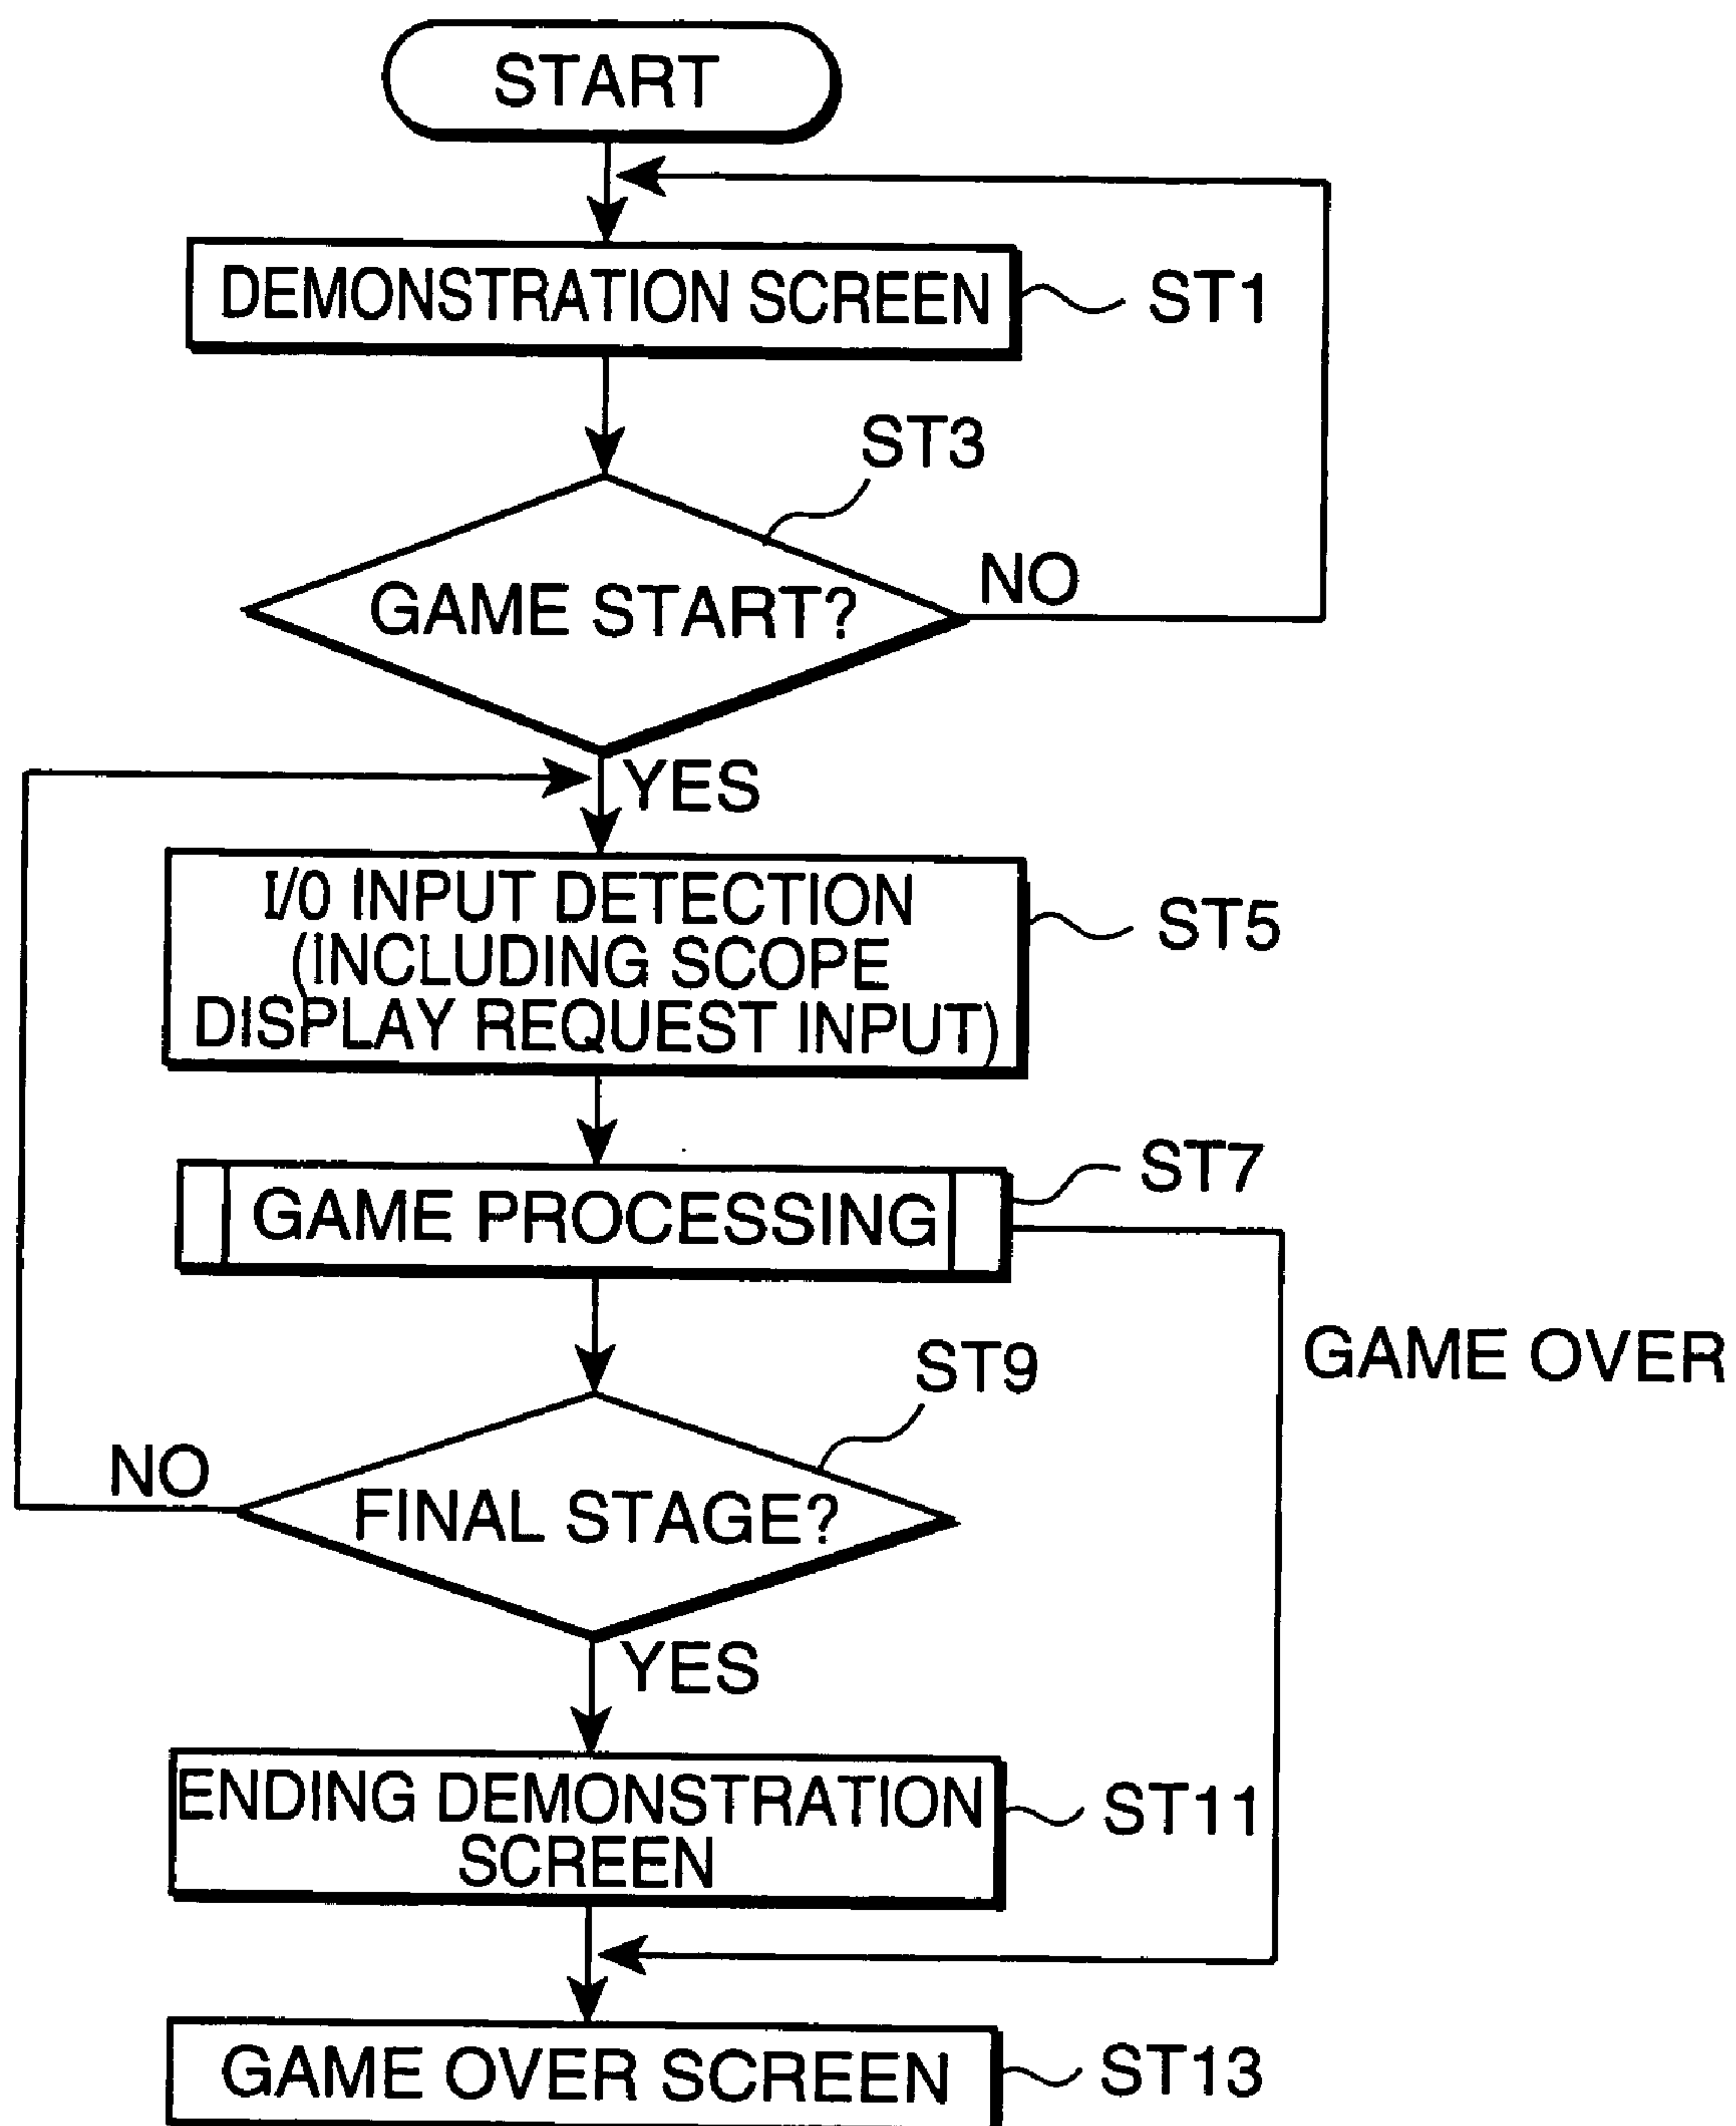 START
DEMONSTRATION SCREEN
ST1
ST3
GAME START?
NO
YES
I/O INPUT DETECTION
(INCLUDING SCOPE
DISPLAY REQUEST INPUT)
ST5
GAME PROCESSING
ST7
GAME OVER
ST9
NO
FINAL STAGE?
YES
ENDING DEMONSTRATION
SCREEN
ST11
GAME OVER SCREEN
ST13